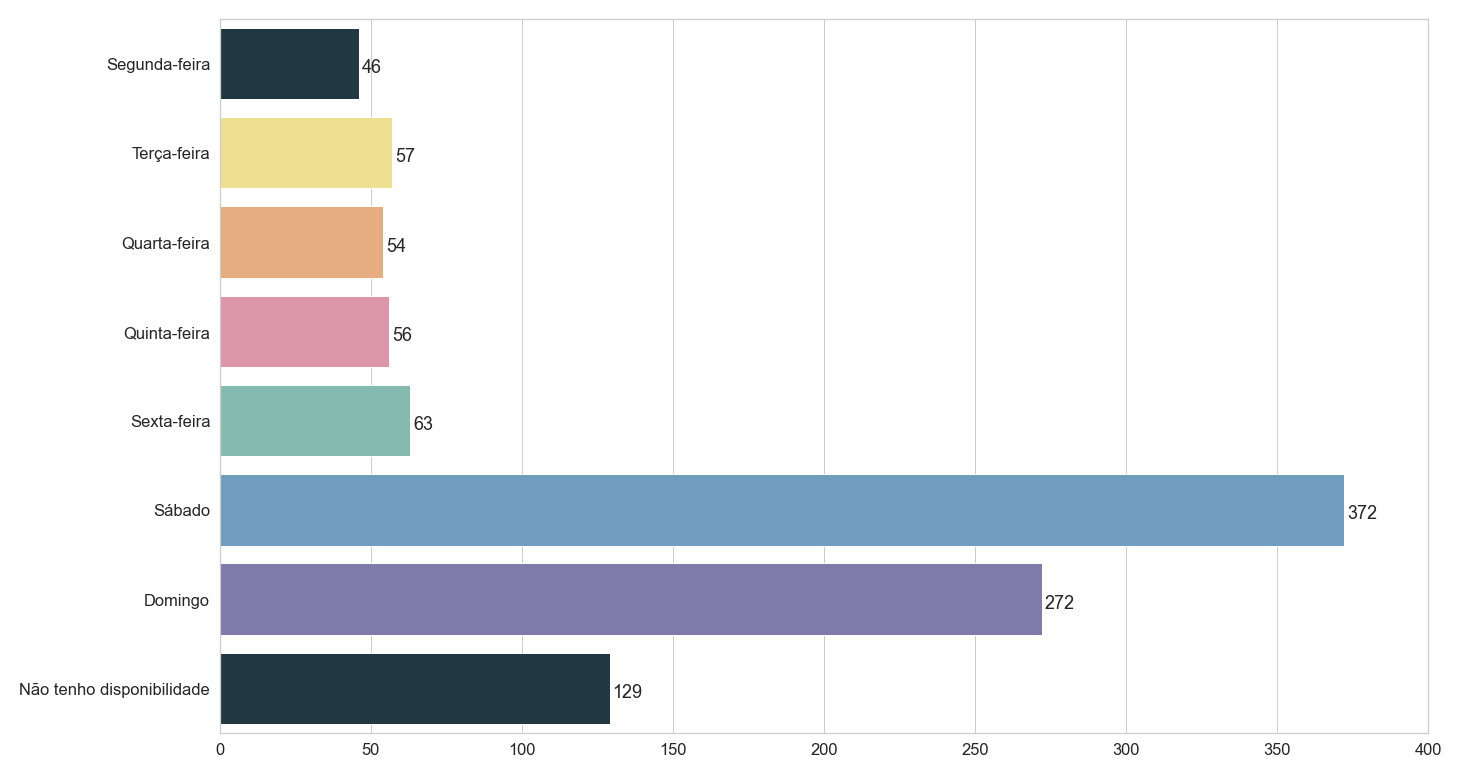 Segunda-feira 46
Terça-feira 57
Quarta-feira 54
Quinta-feira 56
Sexta-feira 63
Sábado 372
Domingo 272
Não tenho disponibilidade 129
0 50 100 150 200 250 300 350 400